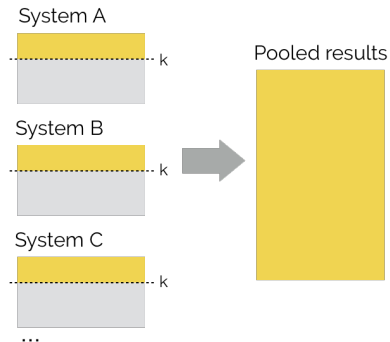 System A
k
System B
k
System C
k
...
Pooled results